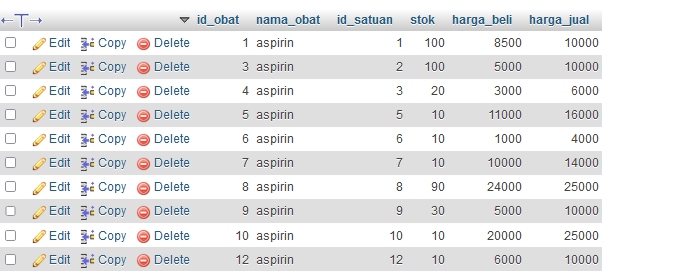 ←T→ id_obat nama_obat id_satuan stok harga_beli harga_jual
Edit Copy Delete 1 aspirin 1 100 8500 10000
Edit Copy Delete 3 aspirin 2 100 5000 10000
Edit Copy Delete 4 aspirin 3 20 3000 6000
Edit Copy Delete 5 aspirin 5 10 11000 16000
Edit Copy Delete 6 aspirin 6 10 1000 4000
Edit Copy Delete 7 aspirin 7 10 10000 14000
Edit Copy Delete 8 aspirin 8 90 24000 25000
Edit Copy Delete 9 aspirin 9 30 5000 10000
Edit Copy Delete 10 aspirin 10 10 20000 25000
Edit Copy Delete 12 aspirin 12 10 6000 10000